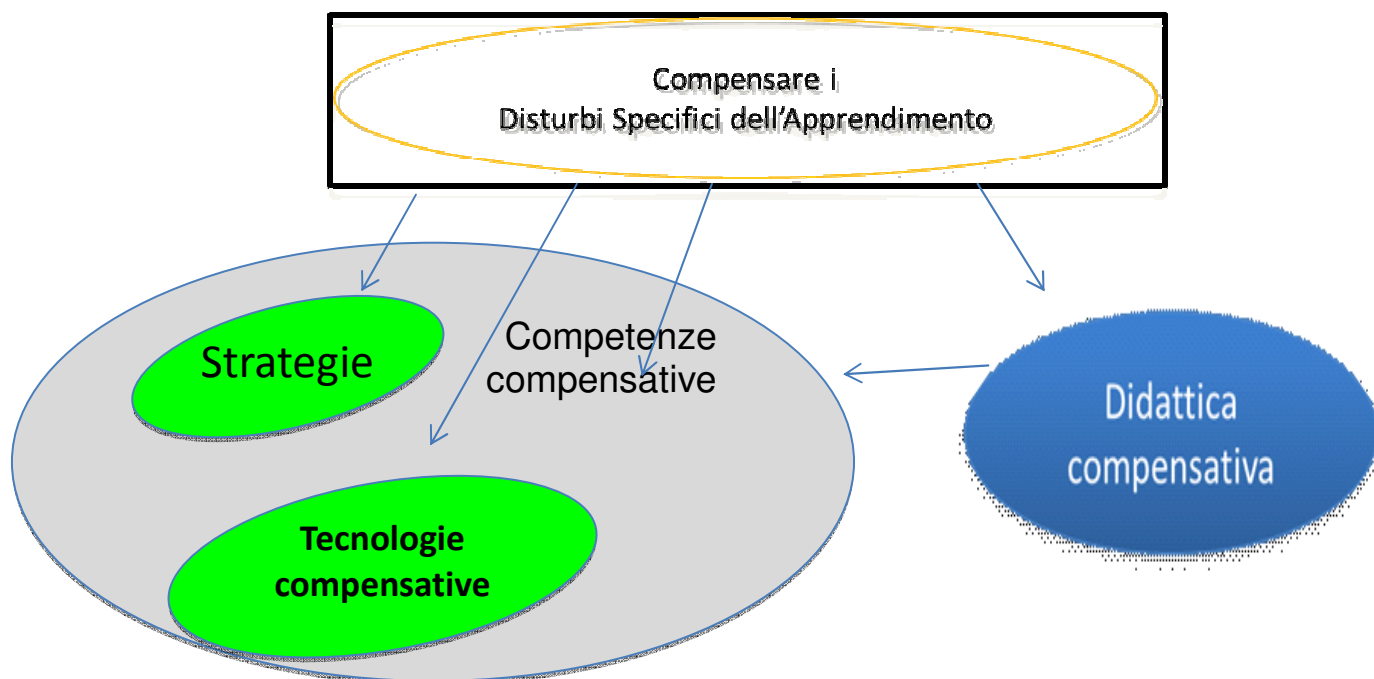 Compensare i
Disturbi Specifici dell'Apprendimento
Strategie
Competenze
compensative
Didattica
compensativa
Tecnologie
compensative